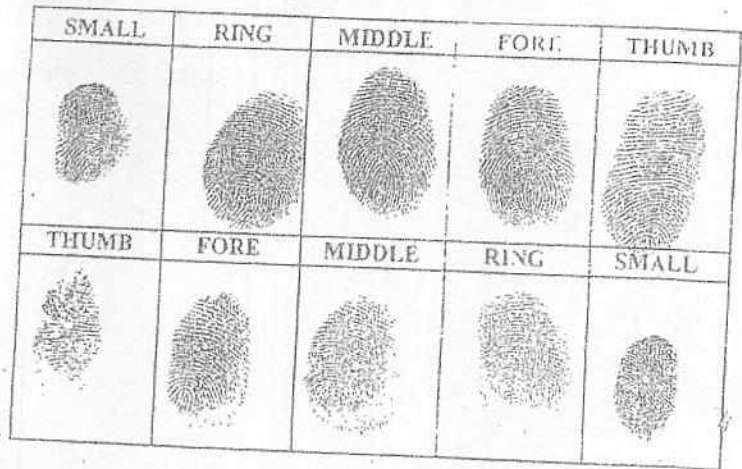 SMALL RING MIDDLE FORE THUMB
THUMB FORE MIDDLE RING SMALL